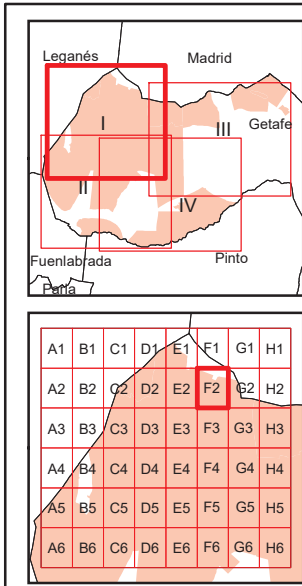 Leganés Madrid
I
III
Getafe
II
IV
Fuenlabrada Pinto
Parla
A1 B1 C1 D1 E1 F1 G1 H1
A2 B2 C2 D2 E2 F2 G2 H2
A3 B3 C3 D3 E3 F3 G3 H3
A4 B4 C4 D4 E4 F4 G4 H4
A5 B5 C5 D5 E5 F5 G5 H5
A6 B6 C6 D6 E6 F6 G6 H6